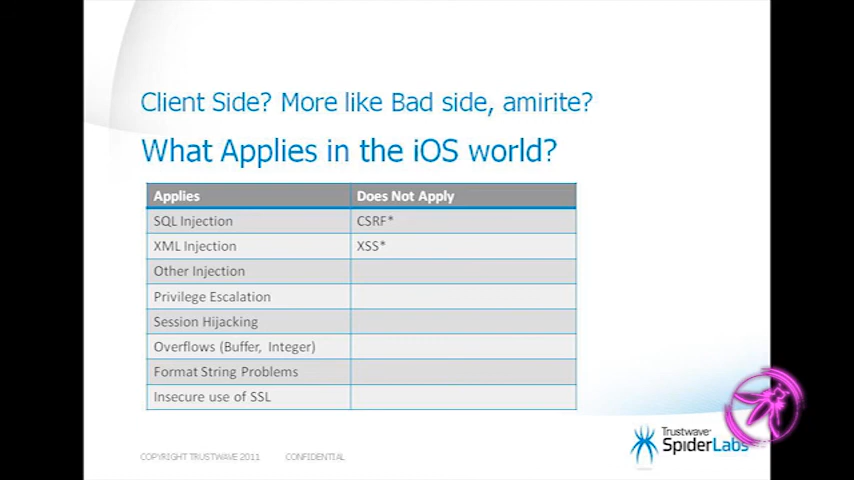 Client Side? More like Bad side, amirite?
What Applies in the iOS world?
Applies Does Not Apply
SQL Injection CSRF*
XML Injection XSS*
Other Injection
Privilege Escalation
Session Hijacking
Overflows (Buffer, Integer)
Format String Problems
Insecure use of SSL
Trustwave®
SpiderLabs
COPYRIGHT TRUSTWAVE 2011 CONFIDENTIAL